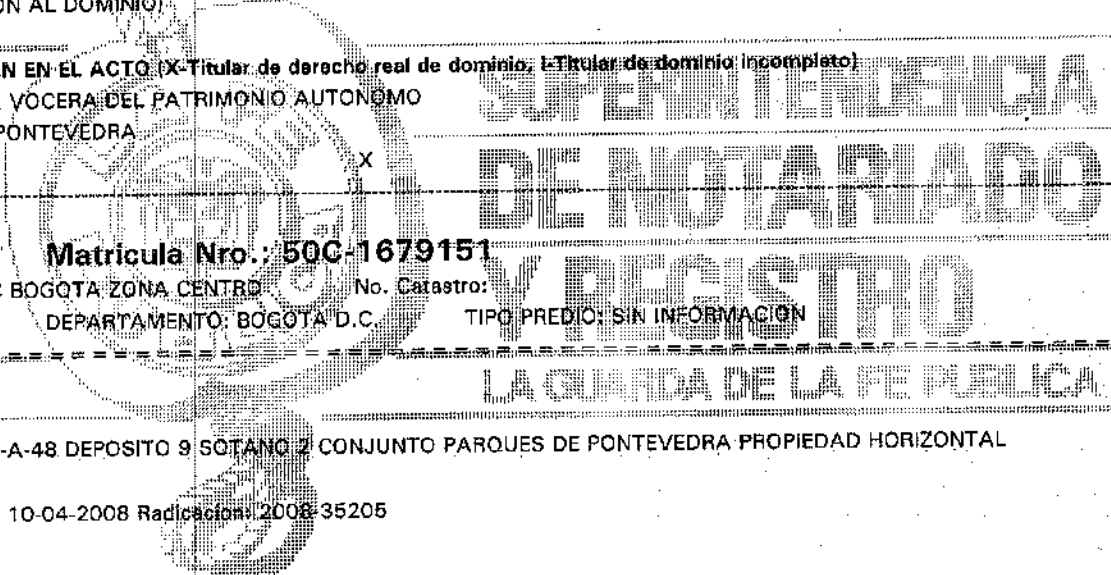 ÓN AL DOMINIO)
N EN EL ACTO (X-Titular de derecho real de dominio, I-Titular de dominio incompleto)
VOCERA DEL PATRIMONIO AUTONOMO
PONTEVEDRA
X
SUPERINTENDENCIA
DE NOTARIADO
Y REGISTRO
LA GUARDA DE LA FE PUBLICA
Matricula Nro.: 50C-1679151
BOGOTA ZONA CENTRO No. Catastro:
DEPARTAMENTO: BOGOTA D.C. TIPO PREDIO: SIN INFORMACION
-A-48 DEPOSITO 9 SOTANO 2 CONJUNTO PARQUES DE PONTEVEDRA PROPIEDAD HORIZONTAL
10-04-2008 Radicacion: 2008-35205